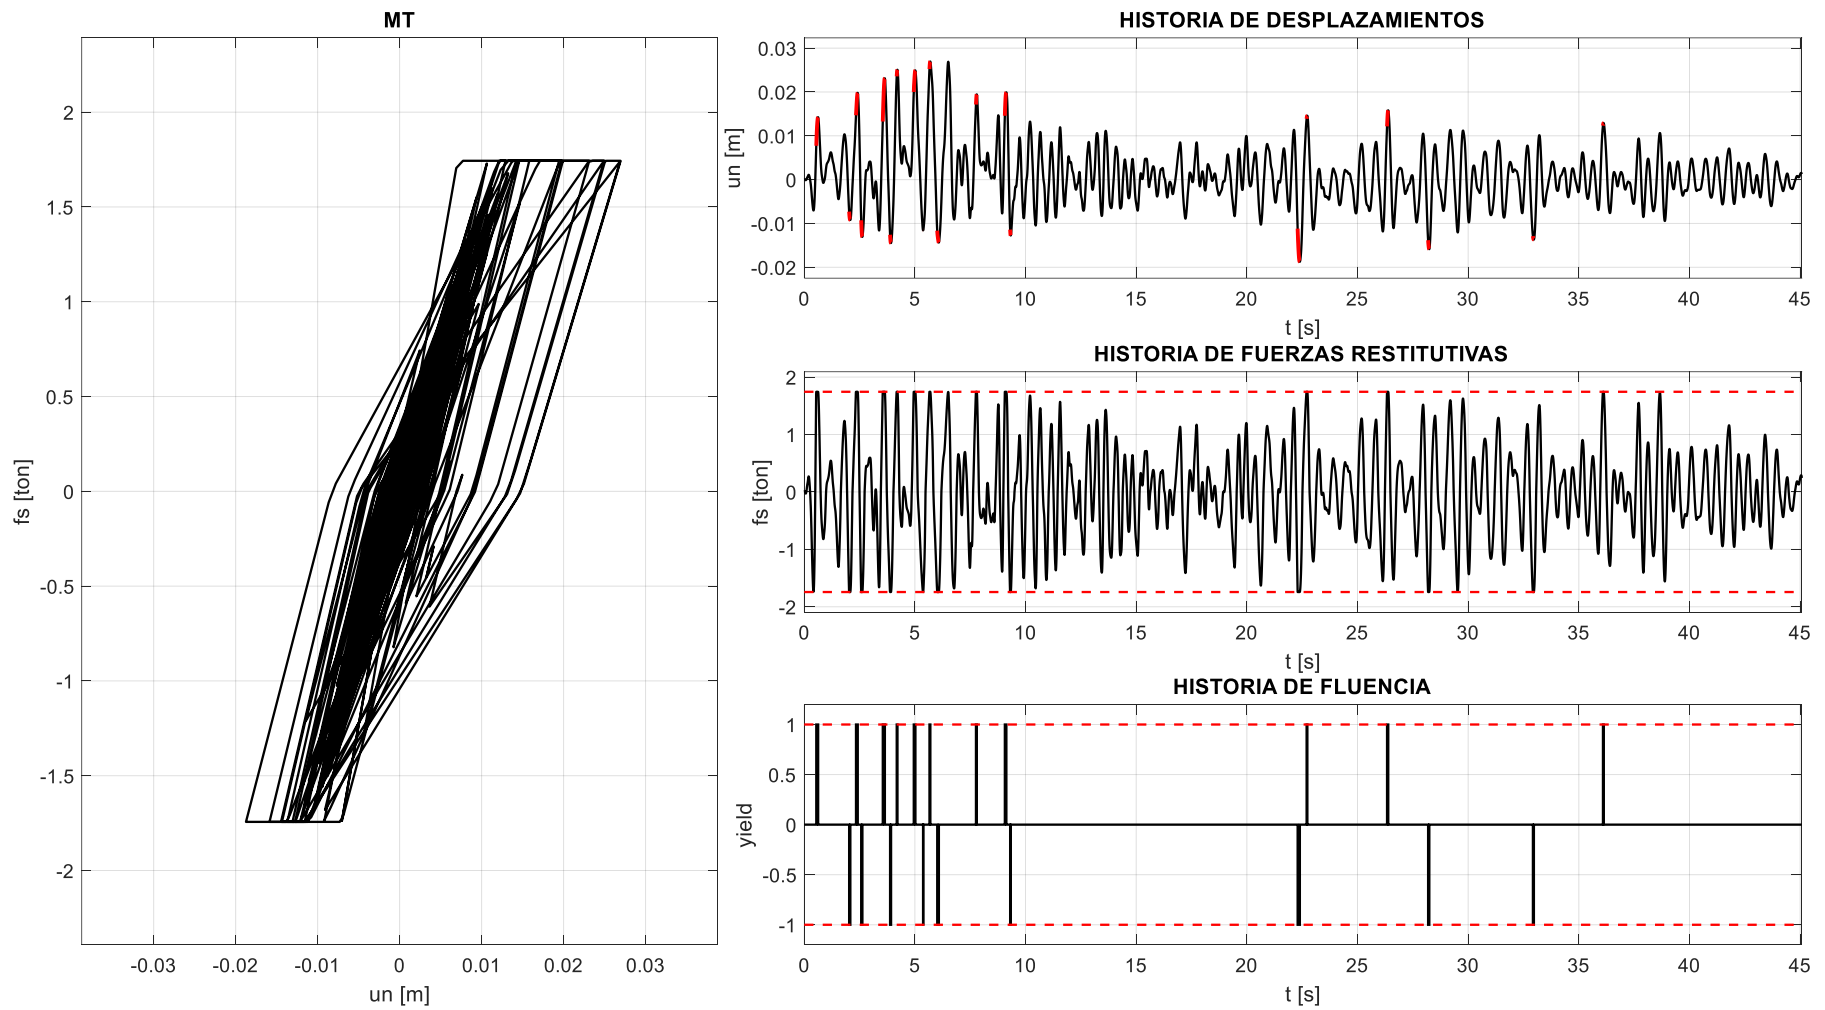 MT
2
1.5
1
0.5
0
-0.5
-1
-1.5
-2
fs [ton]
-0.03 -0.02 -0.01 0 0.01 0.02 0.03
un [m]
HISTORIA DE DESPLAZAMIENTOS
0.03
0.02
0.01
0
-0.01
-0.02
un [m]
0 5 10 15 20 25 30 35 40 45
t [s]
HISTORIA DE FUERZAS RESTITUTIVAS
2
1
0
-1
-2
fs [ton]
0 5 10 15 20 25 30 35 40 45
t [s]
HISTORIA DE FLUENCIA
1
0.5
0
-0.5
-1
yield
0 5 10 15 20 25 30 35 40 45
t [s]